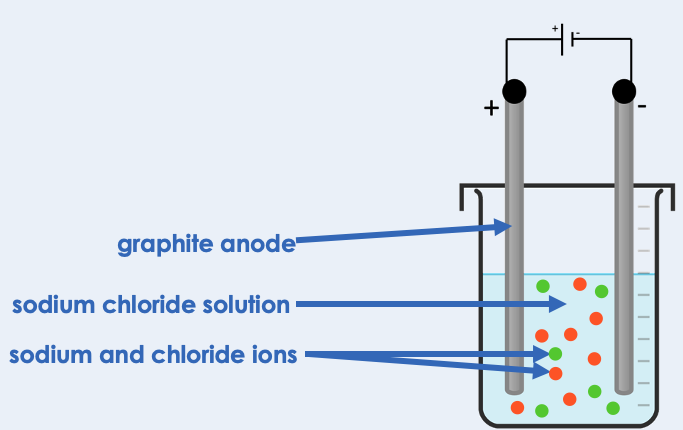 + -
+ -
graphite anode
sodium chloride solution
sodium and chloride ions